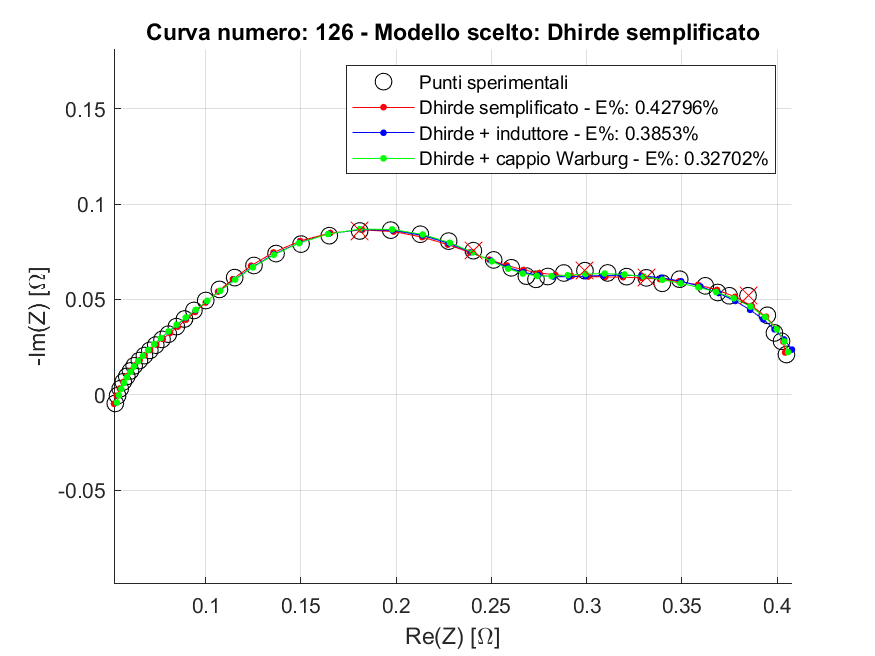 Curva numero: 126 - Modello scelto: Dhirde semplificato
Punti sperimentali
Dhirde semplificato - E%: 0.42796%
Dhirde + induttore - E%: 0.3853%
Dhirde + cappio Warburg - E%: 0.32702%
0.15
0.1
0.05
0
-0.05
-Im(Z) [Ω]
0.1 0.15 0.2 0.25 0.3 0.35 0.4
Re(Z) [Ω]